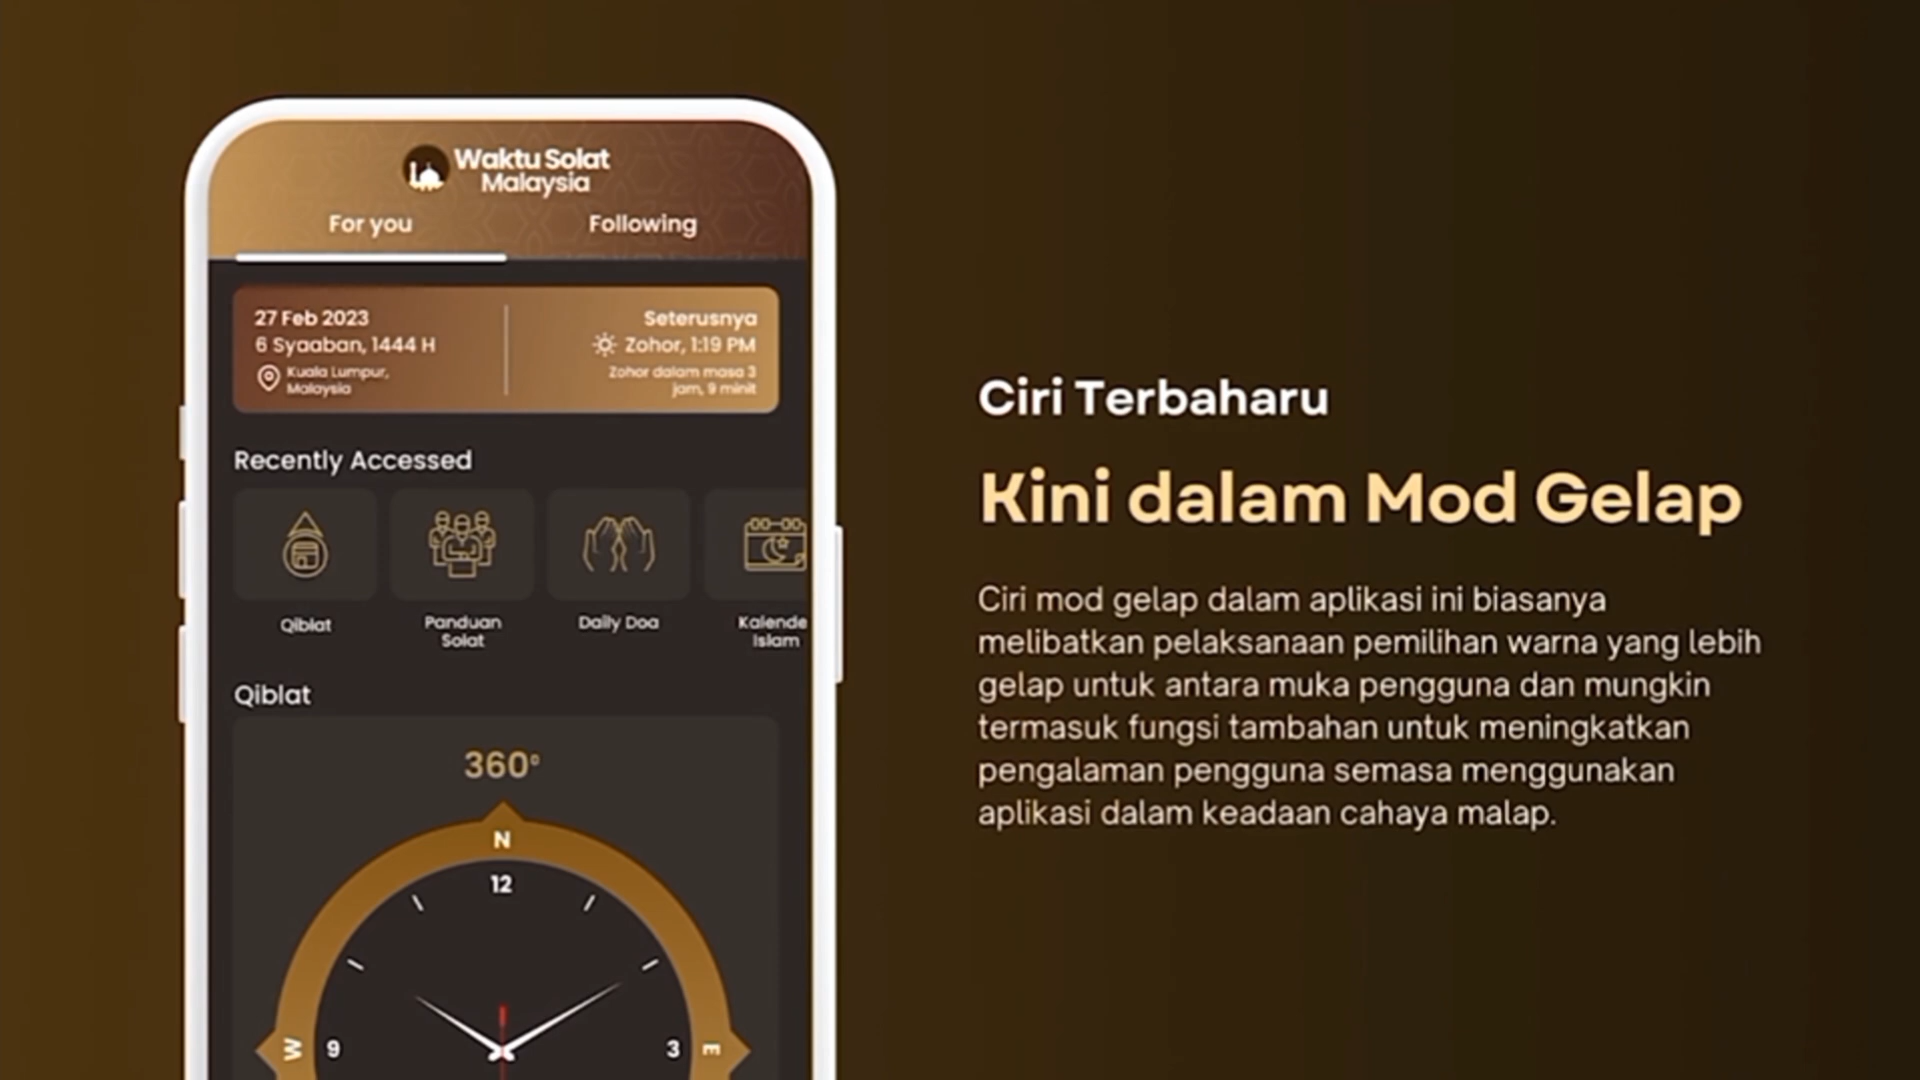 Waktu Solat
Malaysia
For you
Following
27 Feb 2023
6 Syaaban, 1444 H
Kuala Lumpur,
Malaysia
Seterusnya
Zohor, 1:19 PM
Zohor dalam masa 3
jam, 9 minit
Recently Accessed
Qiblat
Panduan
Solat
Daily Doa
Kalende
Islam
Qiblat
360°
N
12
W
9
3
E
Ciri Terbaharu
Kini dalam Mod Gelap
Ciri mod gelap dalam aplikasi ini biasanya
melibatkan pelaksanaan pemilihan warna yang lebih
gelap untuk antara muka pengguna dan mungkin
termasuk fungsi tambahan untuk meningkatkan
pengalaman pengguna semasa menggunakan
aplikasi dalam keadaan cahaya malap.